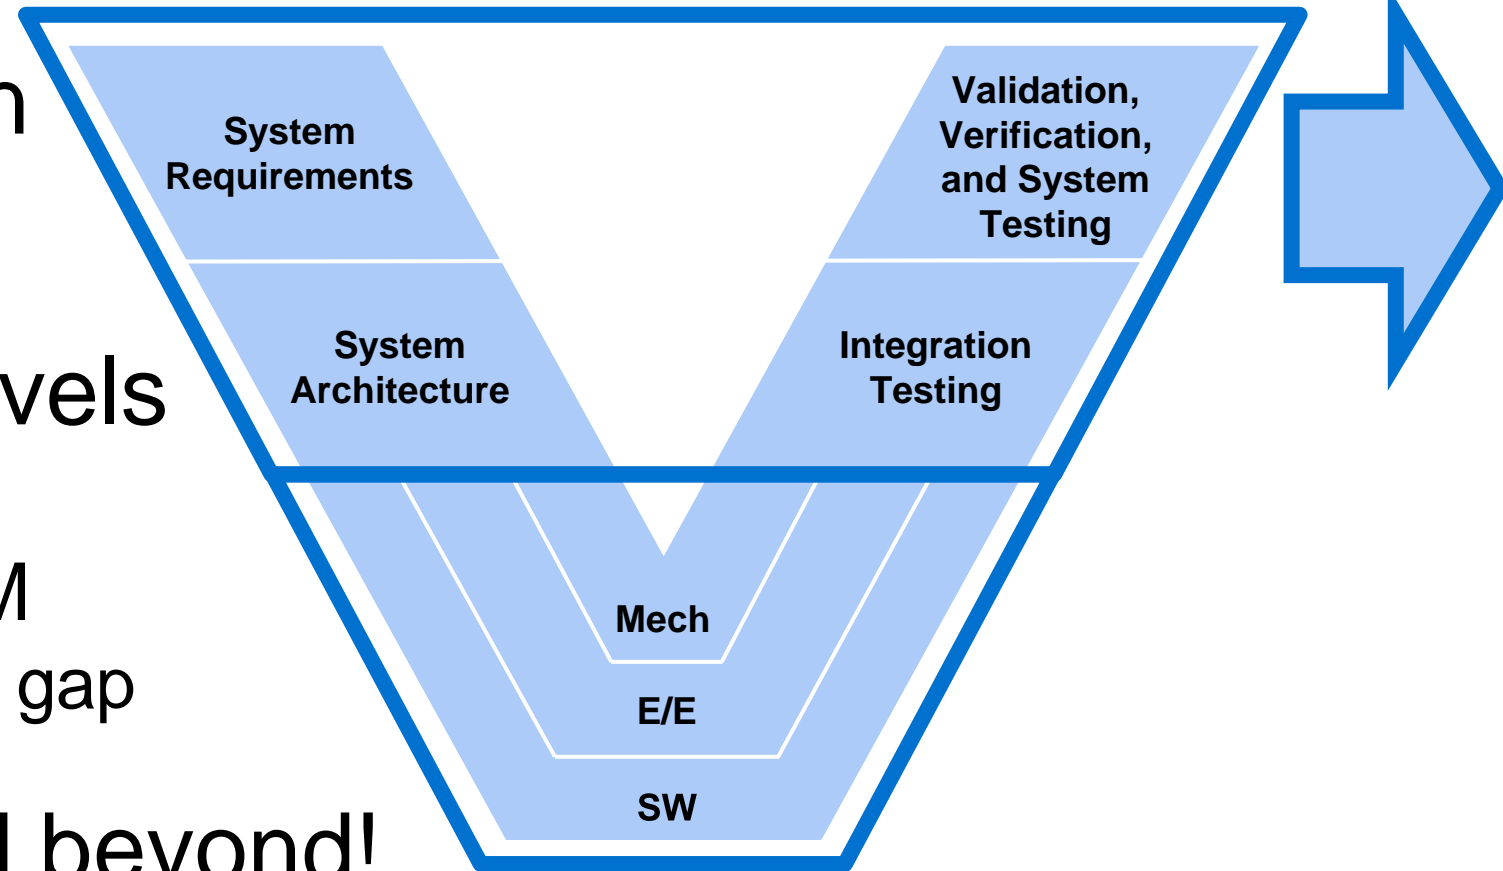 n
System
Requirements
Validation,
Verification,
and System
Testing
vels
System
Architecture
Integration
Testing
M
gap
Mech
E/E
SW
beyond!